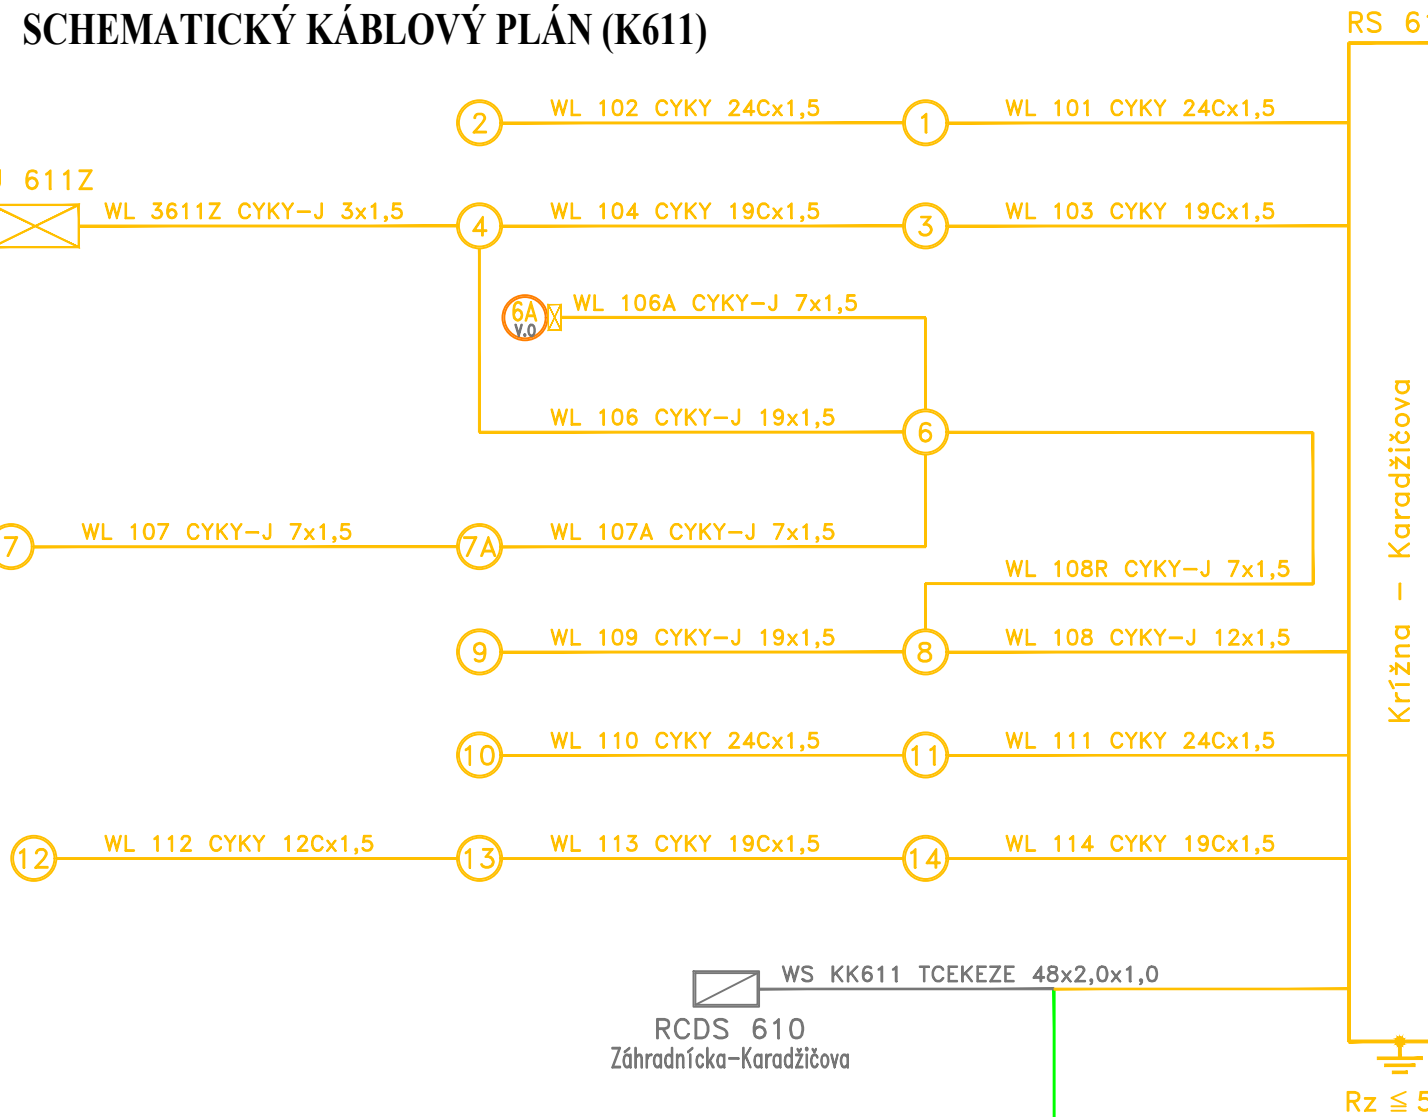 SCHEMATICKÝ KÁBLOVÝ PLÁN (K611)
RS
2
WL 102 CYKY 24Cx1,5
1
WL 101 CYKY 24Cx1,5
611Z
WL 3611Z CYKY-J 3x1,5
4
WL 104 CYKY 19Cx1,5
3
WL 103 CYKY 19Cx1,5
6A
V.O
WL 106A CYKY-J 7x1,5
WL 106 CYKY-J 19x1,5
6
Krížna - Karadžičova
7
WL 107 CYKY-J 7x1,5
7A
WL 107A CYKY-J 7x1,5
WL 108R CYKY-J 7x1,5
9
WL 109 CYKY-J 19x1,5
8
WL 108 CYKY-J 12x1,5
10
WL 110 CYKY 24Cx1,5
11
WL 111 CYKY 24Cx1,5
12
WL 112 CYKY 12Cx1,5
13
WL 113 CYKY 19Cx1,5
14
WL 114 CYKY 19Cx1,5
WS KK611 TCEKEZE 48x2,0x1,0
RCDS 610
Záhradnícka-Karadžičova
Rz ≤ 5